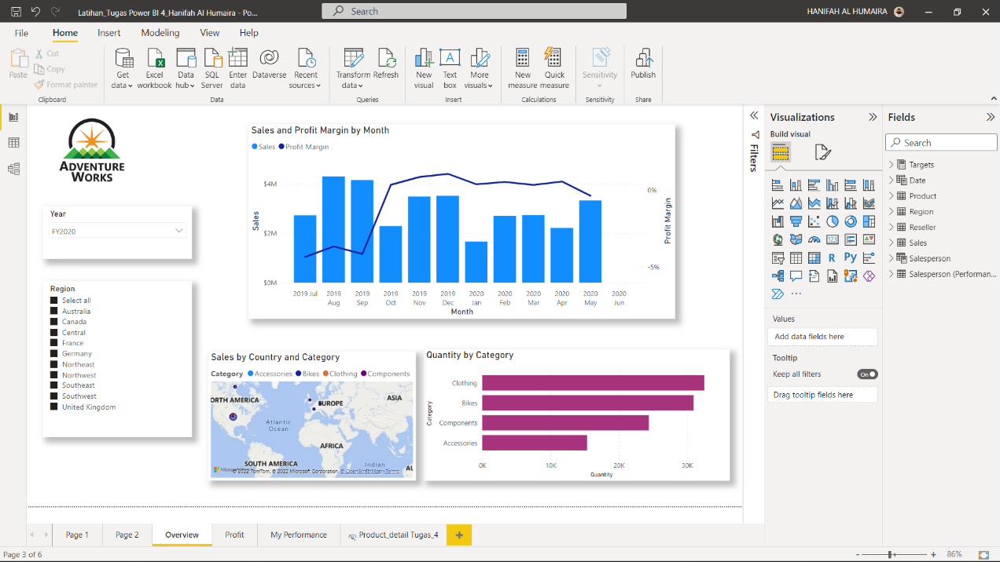 Latihan_Tugas Power BI 4_Hanifah Al Humaira - Po...
Search
HANIFAH AL HUMAIRA
File Home Insert Modeling View Help
Paste
Cut
Copy
Format painter
Clipboard
Get data
Excel workbook
Data hub
SQL Server
Enter data
Dataverse
Recent sources
Data
Transform data
Refresh
Queries
New visual
Text box
More visuals
Insert
New measure
Quick measure
Calculations
Sensitivity
Sensitivity
Publish
Share
ADVENTURE
WORKS
Year
FY2020
Region
Select all
Australia
Canada
Central
France
Germany
Northeast
Northwest
Southeast
Southwest
United Kingdom
Sales and Profit Margin by Month
Sales Profit Margin
Sales
$4M
$2M
$0M
0%
-5%
Profit Margin
2019 Jul
2019 Aug
2019 Sep
2019 Oct
2019 Nov
2019 Dec
2020 Jan
2020 Feb
2020 Mar
2020 Apr
2020 May
2020 Jun
Month
Sales by Country and Category
Category Accessories Bikes Clothing Components
ORTH AMERICA
EUROPE
ASIA
Atlantic
Ocean
AFRICA
SOUTH AMERICA
Indian
AU
© 2022 TomTom, © 2022 Microsoft Corporation, © OpenStreetMap Terms
Quantity by Category
Category
Clothing
Bikes
Components
Accessories
0K 10K 20K 30K
Quantity
Filters
Visualizations
Build visual
R Py
123
Values
Add data fields here
Tooltip
Keep all filters On
Drag tooltip fields here
Fields
Search
Targets
Date
Product
Region
Reseller
Sales
Salesperson
Salesperson (Performan...
Page 1 Page 2 Overview Profit My Performance Product_detail Tugas_4 +
Page 3 of 6
- + 86%